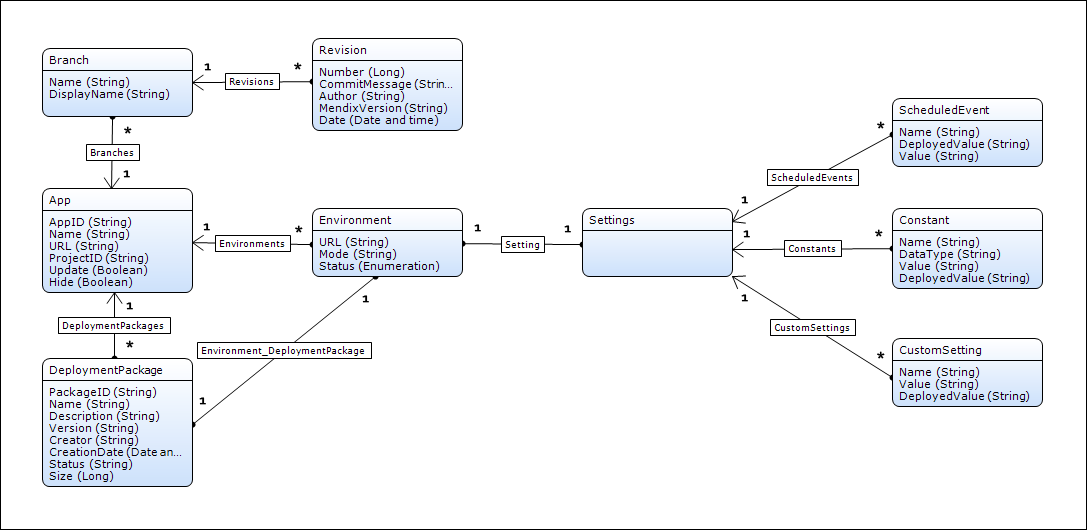 Branch
Name (String)
DisplayName (String)
1
Revisions
*
Revision
Number (Long)
CommitMessage (Strin...
Author (String)
MendixVersion (String)
Date (Date and time)
*
Branches
1
App
AppID (String)
Name (String)
URL (String)
ProjectID (String)
Update (Boolean)
Hide (Boolean)
1
Environments
*
Environment
URL (String)
Mode (String)
Status (Enumeration)
1
Setting
1
Settings
1
ScheduledEvents
*
ScheduledEvent
Name (String)
DeployedValue (String)
Value (String)
1
Constants
*
Constant
Name (String)
DataType (String)
Value (String)
DeployedValue (String)
1
CustomSettings
*
CustomSetting
Name (String)
Value (String)
DeployedValue (String)
1
DeploymentPackages
*
1
Environment_DeploymentPackage
1
DeploymentPackage
PackageID (String)
Name (String)
Description (String)
Version (String)
Creator (String)
CreationDate (Date an...
Status (String)
Size (Long)